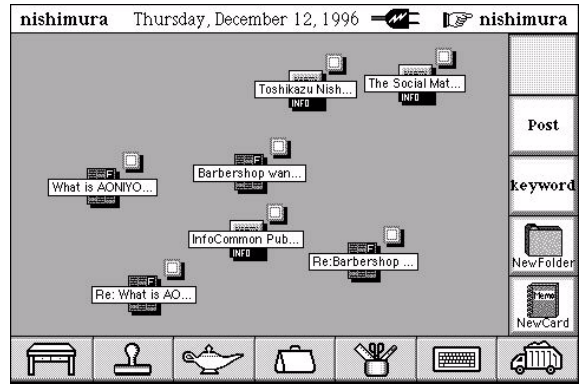 nishimura Thursday, December 12, 1996 nishimura
Toshikazu Nish...
INFO
The Social Mat...
INFO
Post
Barbershop wan...
What is AONIYO...
keyword
InfoCommon Pub...
INFO
Re:Barbershop ...
NewFolder
Re: What is AO...
Memo
NewCard